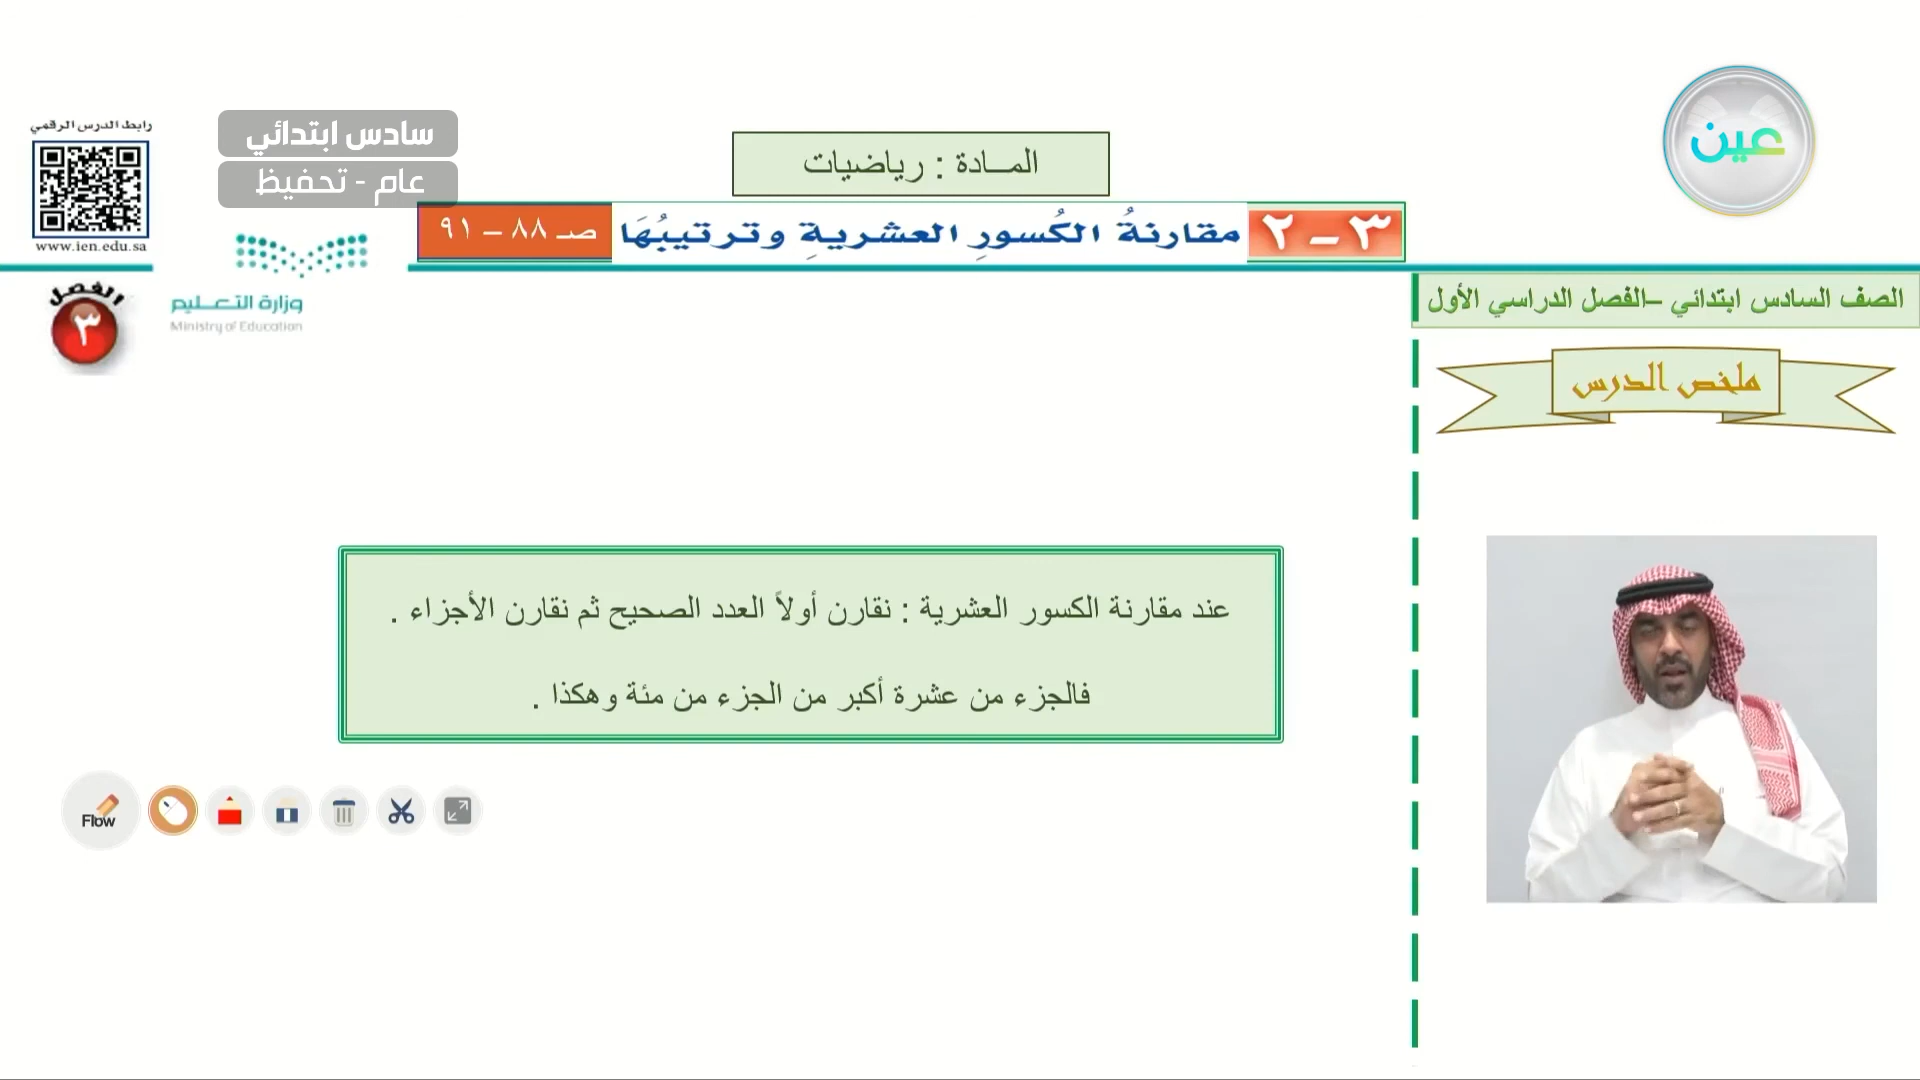 عين
رابط الدرس الرقمي
www.ien.edu.sa
سادس ابتدائي
عام - تحفيظ
المـادة : رياضيات
٣ - ٢
مقارنةُ الكُسورِ العشريةِ وترتيبُهَا
صـ ٨٨ – ٩١
وزارة التعـليم
Ministry of Education
الفصل
٣
الصف السادس ابتدائي –الفصل الدراسي الأول
ملخص الدرس
عند مقارنة الكسور العشرية : نقارن أولاً العدد الصحيح ثم نقارن الأجزاء .
فالجزء من عشرة أكبر من الجزء من مئة وهكذا .
Flow